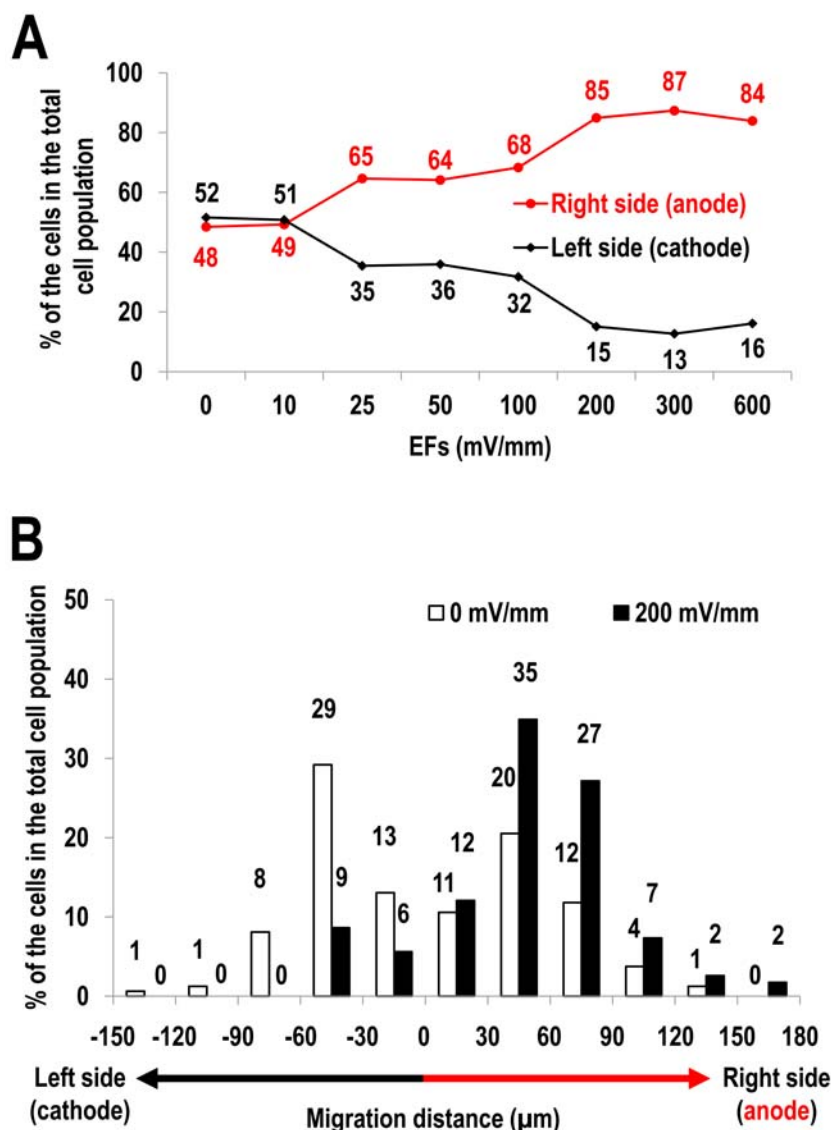 A
% of the cells in the total
cell population
100
80
60
40
20
0
52
51
48
49
65
64
68
85
87
84
35
36
32
15
13
16
Right side (anode)
Left side (cathode)
0 10 25 50 100 200 300 600
EFs (mV/mm)
B
% of the cells in the total cell population
50
40
30
20
10
0
0 mV/mm 200 mV/mm
1 0
1 0
8 0
29 9
13 6
11 12
20 35
12 27
4 7
1 2
0 2
-150 -120 -90 -60 -30 0 30 60 90 120 150 180
Left side
(cathode)
Migration distance (µm)
Right side
(anode)